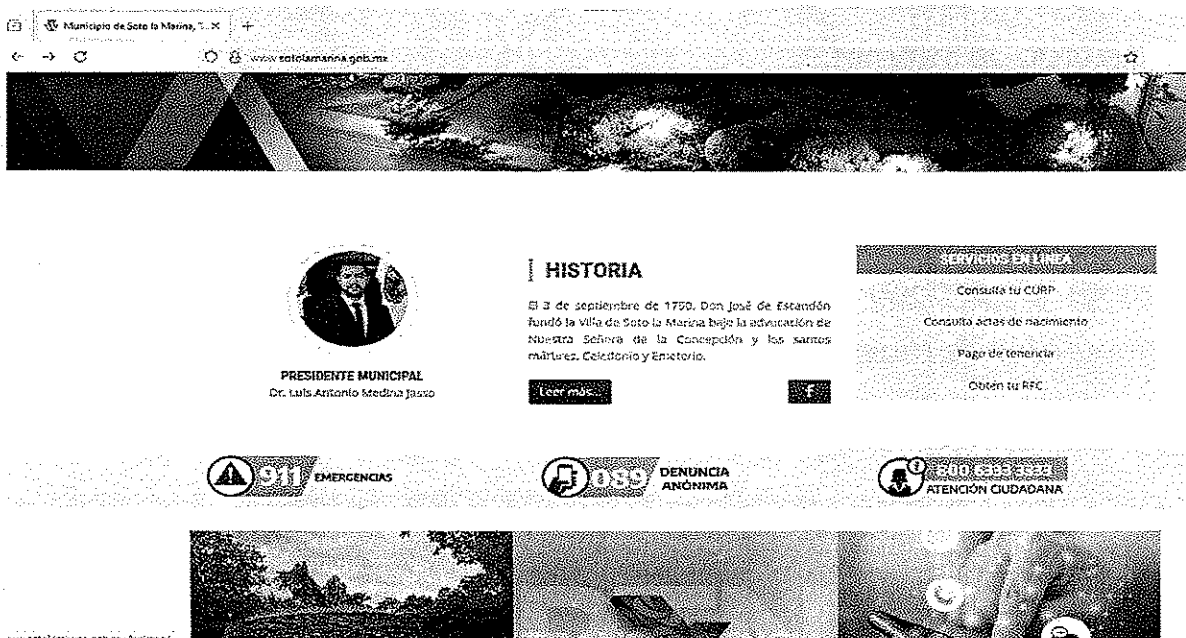 Municipio de Soto la Marina, T...
www.sotolamarina.gob.mx
HISTORIA
El 3 de septiembre de 1750, Don José de Escandón
fundó la Villa de Soto la Marina bajo la advocación de
Nuestra Señora de la Concepción y los santos
mártures, Celedonio y Emeterio.
Leer más...
f
PRESIDENTE MUNICIPAL
Dr. Luis Antonio Medina Jasso
SERVICIOS EN LINEA
Consulta tu CURP
Consulta actas de nacimiento
Pago de tenencia
Obtén tu RFC
911 EMERGENCIAS
089 DENUNCIA
ANÓNIMA
ATENCIÓN CIUDADANA